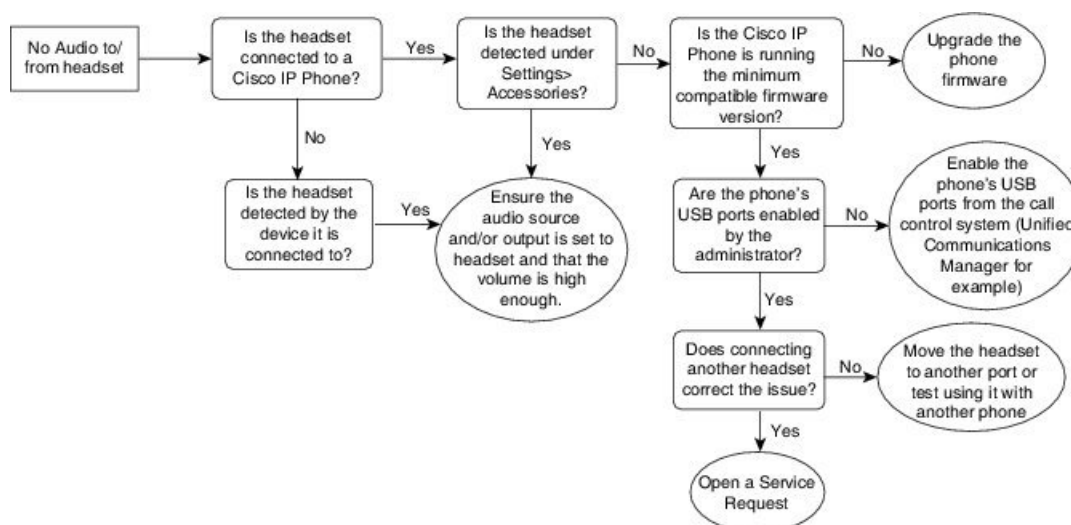 No Audio to/
from headset
Is the headset
connected to a
Cisco IP Phone?
Yes
Is the headset
detected under
Settings>
Accessories?
No
Is the Cisco IP
Phone is running
the minimum
compatible firmware
version?
No
Upgrade the
phone
firmware
No
Yes
Yes
Is the headset
detected by the
device it is
connected to?
Yes
Ensure the
audio source
and/or output is set to
headset and that the
volume is high
enough.
Are the phone's
USB ports enabled
by the
administrator?
No
Enable the
phone's USB
ports from the call
control system (Unified
Communications
Manager for
example)
Yes
Does connecting
another headset
correct the issue?
No
Move the headset
to another port or
test using it with
another phone
Yes
Open a Service
Request